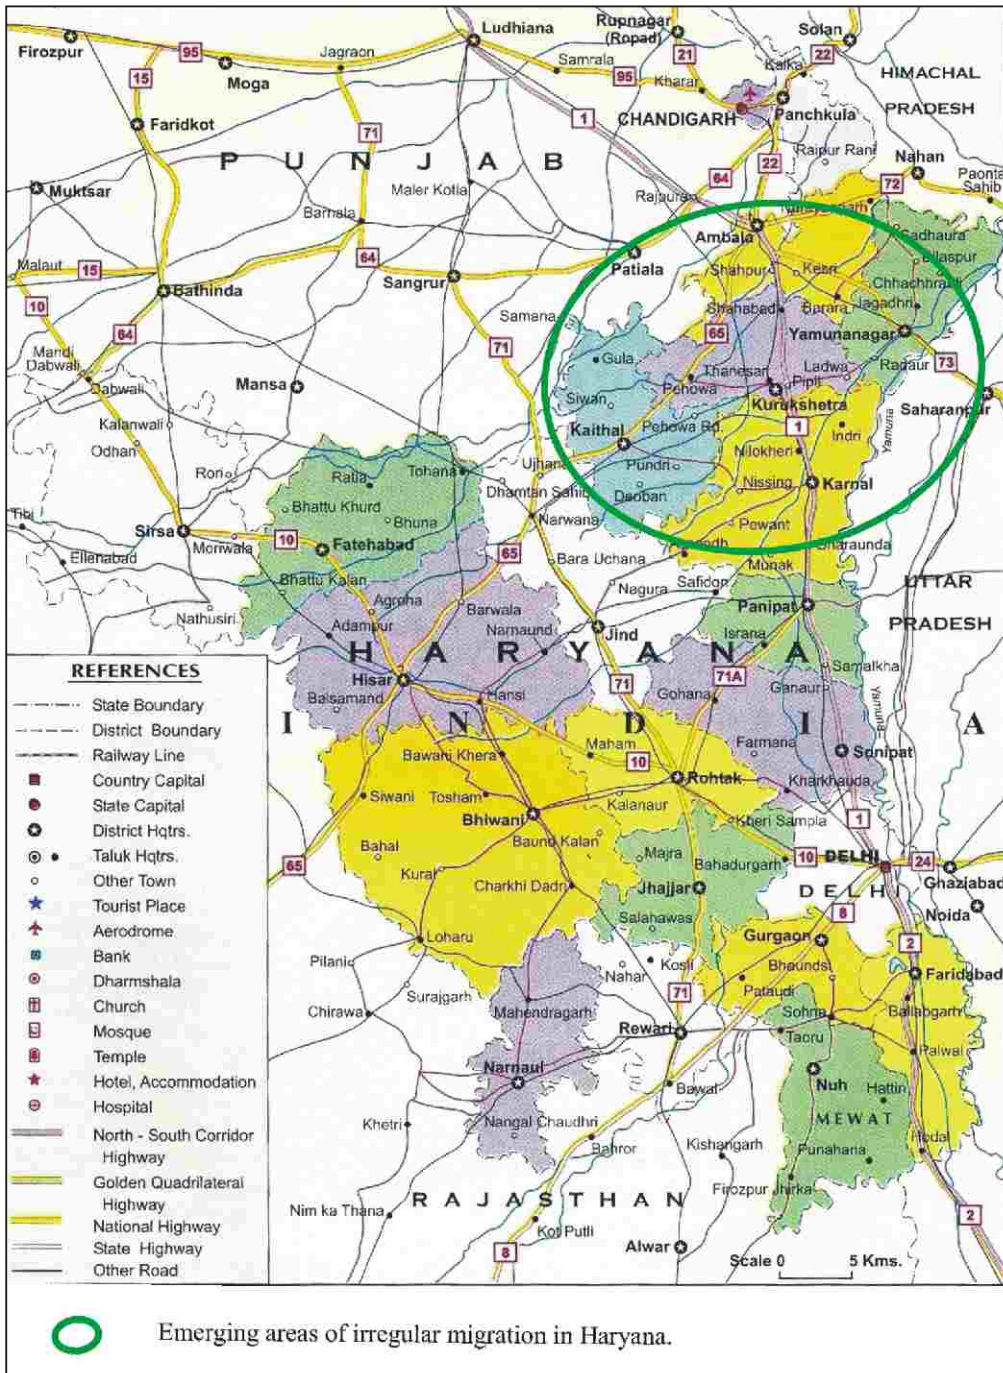 Firozpur
95
Moga
Jagraon
Ludhiana
Rupnagar
(Ropad)
21
Samrala
95
Kharar
Solan
22
Kalka
HIMACHAL
PRADESH
CHANDIGARH
Panchkula
15
Faridkot
71
1
22
Raipur Rani
Nahan
PUNJAB
Muktsar
Maler Kotla
64
72
Paonta
Sahib
Rajpura
Barnala
Ambala
Sadhaura
Bilaspur
Malaut
15
64
Patiala
Shahpur
Kesri
Chhachhrauli
Bathinda
Sangrur
10
Samana
Shahabad
Barara
Jagadhri
64
71
65
Yamunanagar
Mandi
Dabwali
Dabwali
Mansa
Gula
Thanesar
Pehowa
Pipli
Ladwa
Radaur
73
Siwan
Kurukshetra
Saharanpur
Kalanwali
Kaithal
Pehowa Rd.
1
Indri
Yamuna
Odhan
Rori
Ratia
Tohana
Ujhana
Pundri
Nilokheri
Dhamtan Sahib
Deoban
Nissing
Karnal
Tibi
Bhattu Khurd
Bhuna
Narwana
Pewant
Sirsa
Moriwala
10
Fatehabad
65
Bara Uchana
Gharaunda
Ellenabad
Munak
Bhattu Kalan
Nagura
Safidon
UTTAR
PRADESH
Nathusiri
Agroha
Barwala
Panipat
Adampur
Narnaund
Jind
Israna
HARYANA
Samalkha
REFERENCES
Hisar
71
71A
Gohana
Ganaur
Balsamand
Hansi
Yamuna
State Boundary
INDIA
District Boundary
Farmana
Sonipat
Railway Line
Bawani Khera
Maham
10
Rohtak
Kharkhauda
Country Capital
Siwani
Tosham
Kalanaur
State Capital
Bhiwani
Kheri Sampla
1
District Hqtrs.
Baund Kalan
Taluk Hqtrs.
65
Bahal
Majra
Bahadurgarh
10
DELHI
24
Other Town
Kural
Charkhi Dadri
Jhajjar
DELHI
Ghaziabad
Tourist Place
Salahawas
8
Noida
Aerodrome
Loharu
Gurgaon
2
Bank
Pilanic
Nahar
Kosli
Bhaundsi
Faridabad
Dharmshala
Surajgarh
71
Pataudi
Church
Chirawa
Mahendragarh
Sohna
Ballabgarh
Mosque
Rewari
Taoru
Temple
Palwal
Hotel, Accommodation
Narnaul
Bawal
Nuh
Hattin
Hospital
Nangal Chaudhri
MEWAT
North - South Corridor
Highway
Khetri
Bahror
Kishangarh
Punahana
Hodal
Golden Quadrilateral
Highway
RAJASTHAN
Firozpur Jhirka
National Highway
Nim ka Thana
Kot Putli
2
State Highway
8
Alwar
Scale 0 5 Kms.
Other Road
Emerging areas of irregular migration in Haryana.